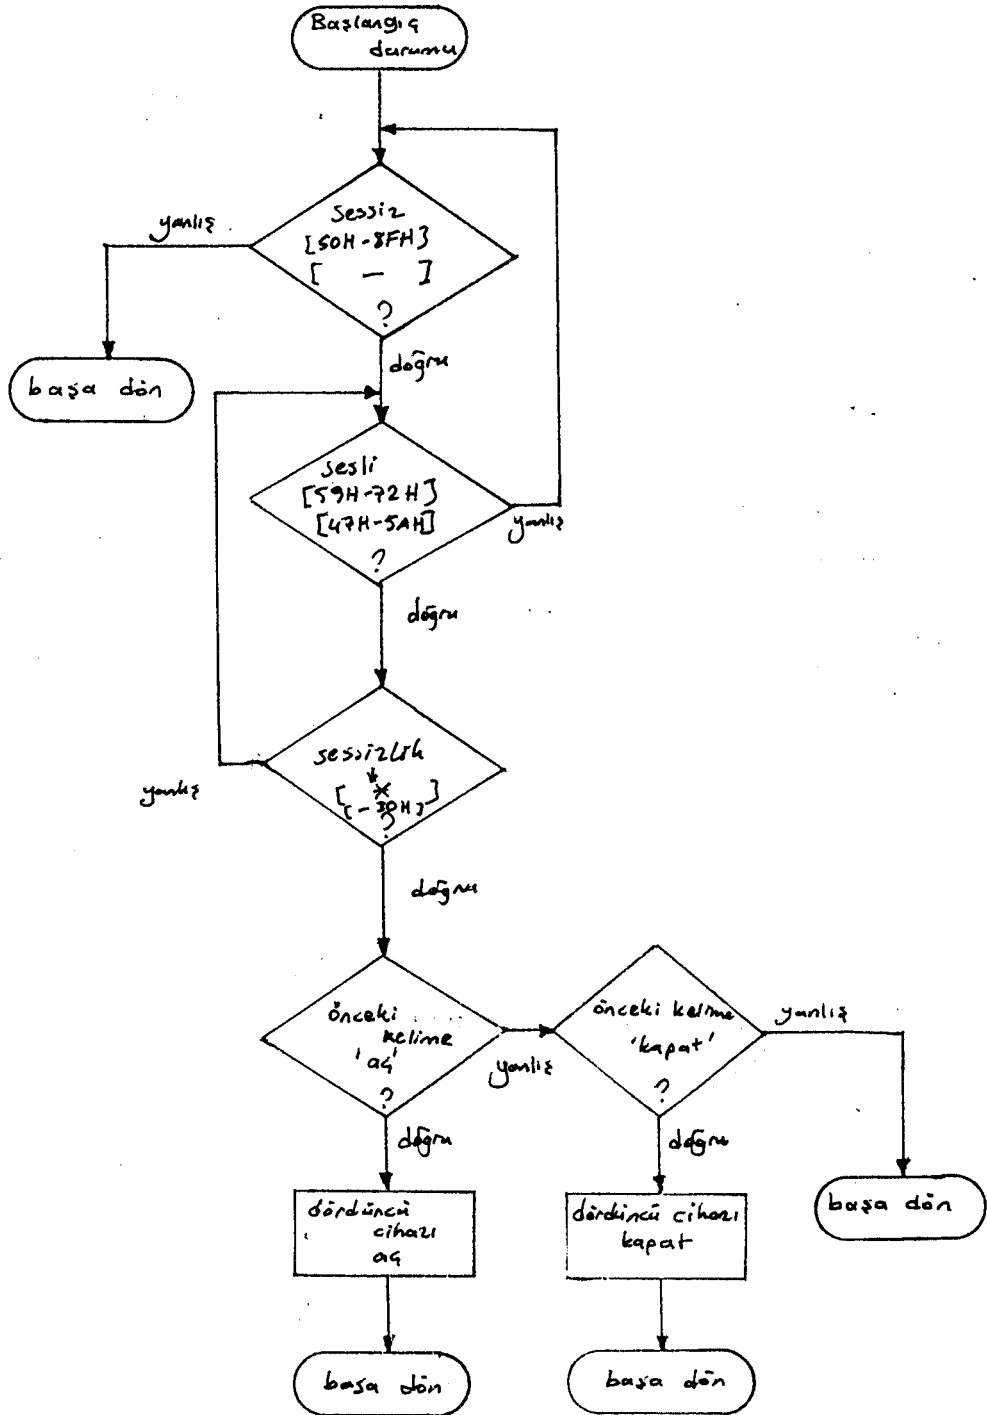 Başlangıç
durumu
Sessiz
[50H-8FH]
[ - ]
?
yanlış
doğru
başa dön
sesli
[59H-72H]
[47H-5AH]
?
yanlış
doğru
sessizlik
[ ]
?
yanlış
doğru
önceki
kelime
'aç'
?
yanlış
önceki kelime
'kapat'
?
yanlış
doğru
doğru
dördüncü
cihazı
aç
dördüncü cihazı
kapat
başa dön
başa dön
başa dön